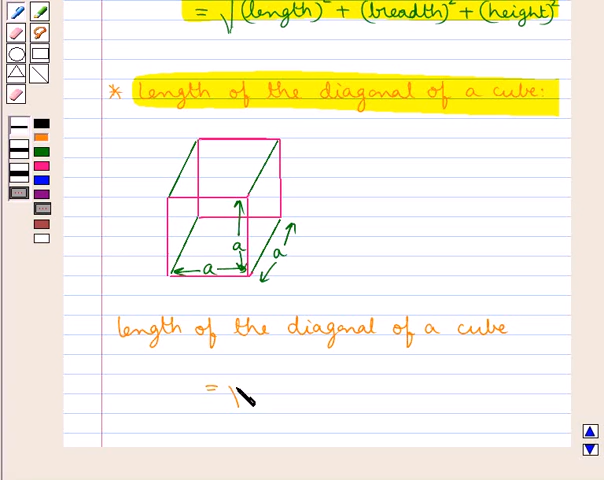 = √(length)² + (breadth)² + (height)²
* length of the diagonal of a cube:
a
a
a
length of the diagonal of a cube
= √